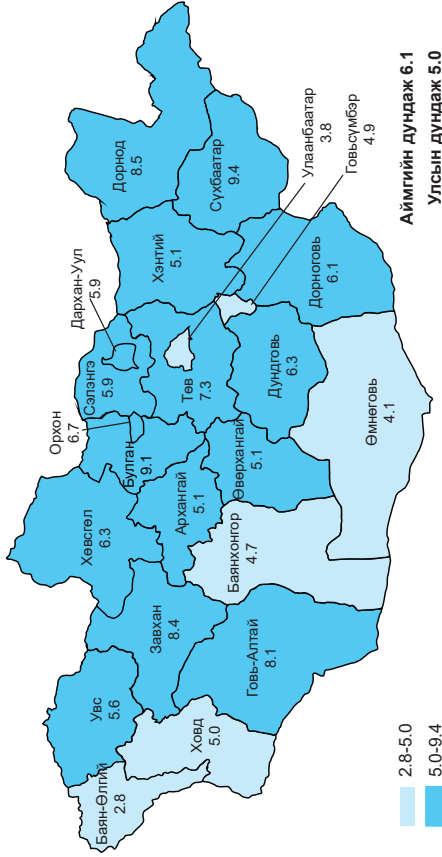 Баян-Өлгий
2.8
Увс
5.6
Ховд
5.0
Завхан
8.4
Говь-Алтай
8.1
Хөвсгөл
6.3
Орхон
6.7
Булган
9.1
Архангай
5.1
Баянхонгор
4.7
Өвөрхангай
5.1
Сэлэнгэ
5.9
Дархан-Уул
5.9
Төв
7.3
Дундговь
6.3
Өмнөговь
4.1
Хэнтий
5.1
Дорноговь
6.1
Дорнод
8.5
Сүхбаатар
9.4
Улаанбаатар
3.8
Говьсүмбэр
4.9
2.8-5.0
5.0-9.4
Аймгийн дундаж 6.1
Улсын дундаж 5.0